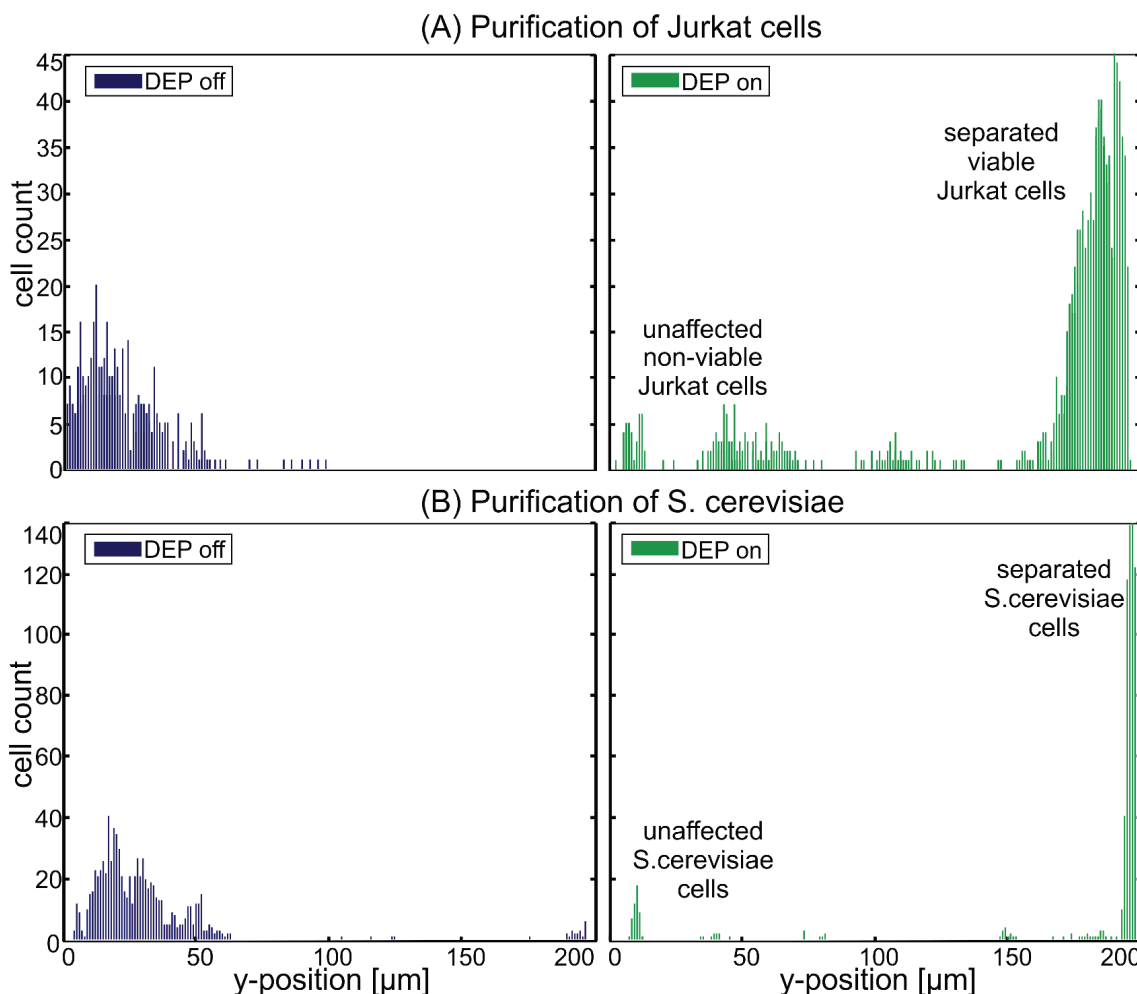 (A) Purification of Jurkat cells
45
40
35
30
25
20
15
10
5
0
cell count
DEP off
DEP on
separated
viable
Jurkat cells
unaffected
non-viable
Jurkat cells
(B) Purification of S. cerevisiae
140
120
100
80
60
40
20
0
cell count
DEP off
DEP on
separated
S.cerevisiae
cells
unaffected
S.cerevisiae
cells
0 50 100 150 200
y-position [µm]
0 50 100 150 200
y-position [µm]